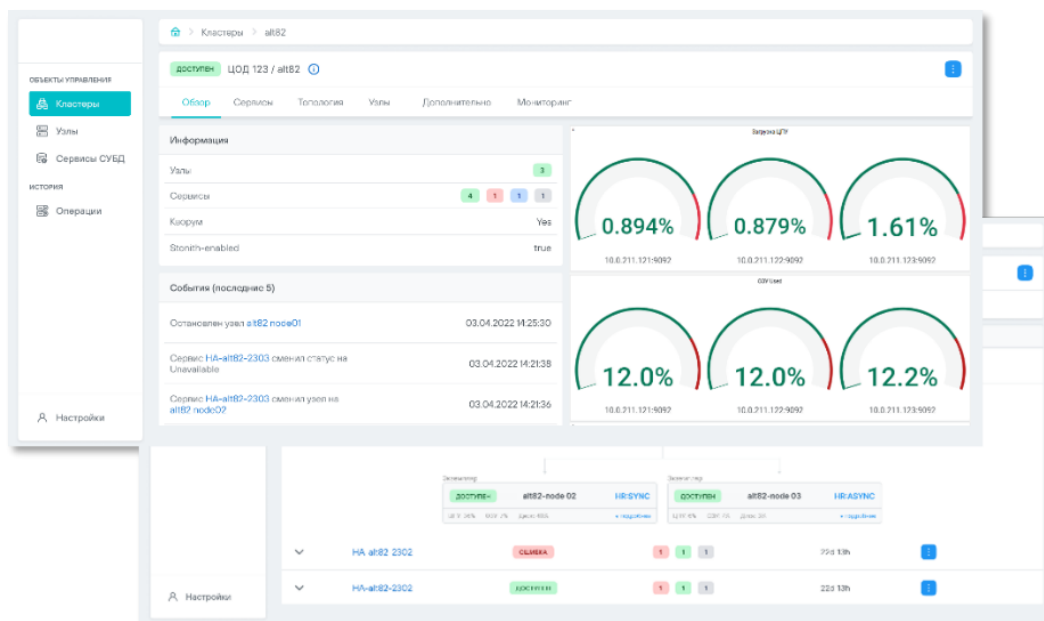 Кластеры > alt82
ДОСТУПЕН ЦОД 123 / alt82
Обзор Сервисы Топология Узлы Дополнительно Мониторинг
ОБЪЕКТЫ УПРАВЛЕНИЯ
Кластеры
Узлы
Сервисы СУБД
ИСТОРИЯ
Операции
Настройки
Информация
Узлы 3
Сервисы 4 1 1 1
Кворум Yes
Stonith-enabled true
События (последние 5)
Остановлен узел alt82 node01 03.04.2022 14:25:30
Сервис HA-alt82-2303 сменил статус на
Unavailable 03.04.2022 14:21:38
Сервис HA-alt82-2303 сменил узел на
alt82 node02 03.04.2022 14:21:36
Загрузка ЦПУ
0.894% 0.879% 1.61%
10.0.211.121:9092 10.0.211.122:9092 10.0.211.123:9092
ОЗУ Used
12.0% 12.0% 12.2%
10.0.211.121:9092 10.0.211.122:9092 10.0.211.123:9092
ДОСТУПЕН alt82-node 02 HR:SYNC
+ подробнее
ДОСТУПЕН alt82-node 03 HR:ASYNC
+ подробнее
HA alt82 2302 ОШИБКА 1 1 1 22d 13h
HA-alt82-2302 ДОСТУПЕН 1 1 1 22d 13h
Настройки